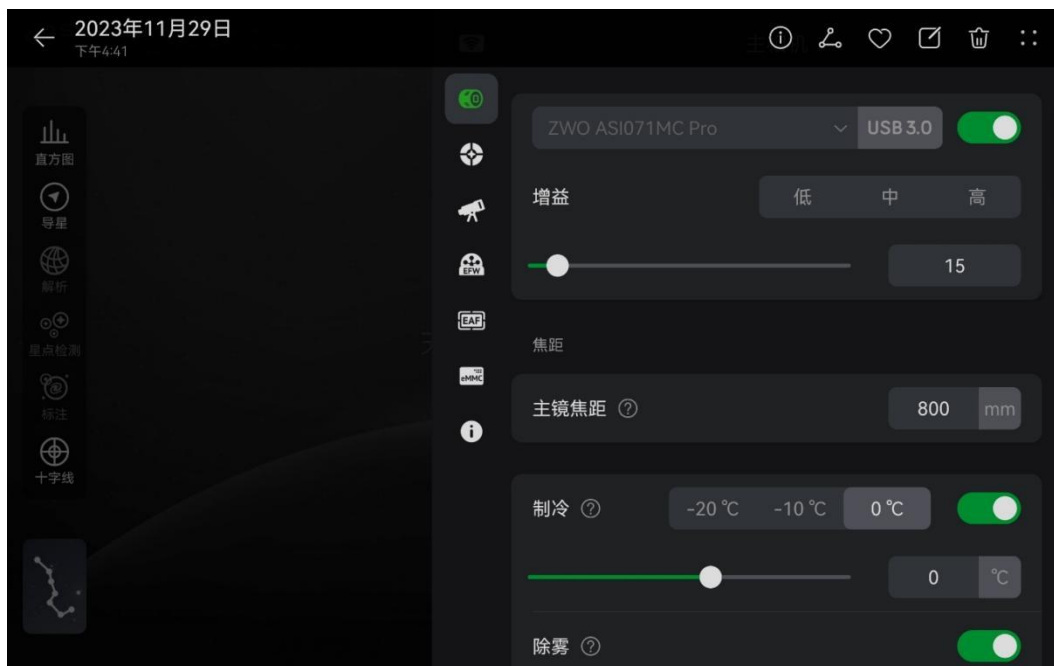 2023年11月29日
下午4:41
直方图
导星
解析
星点检测
标注
十字线
EFW
EAF
eMMC
ZWO ASI071MC Pro
USB 3.0
增益
低 中 高
15
焦距
主镜焦距 ?
800 mm
制冷 ?
-20 ℃ -10 ℃ 0 ℃
0 ℃
除雾 ?